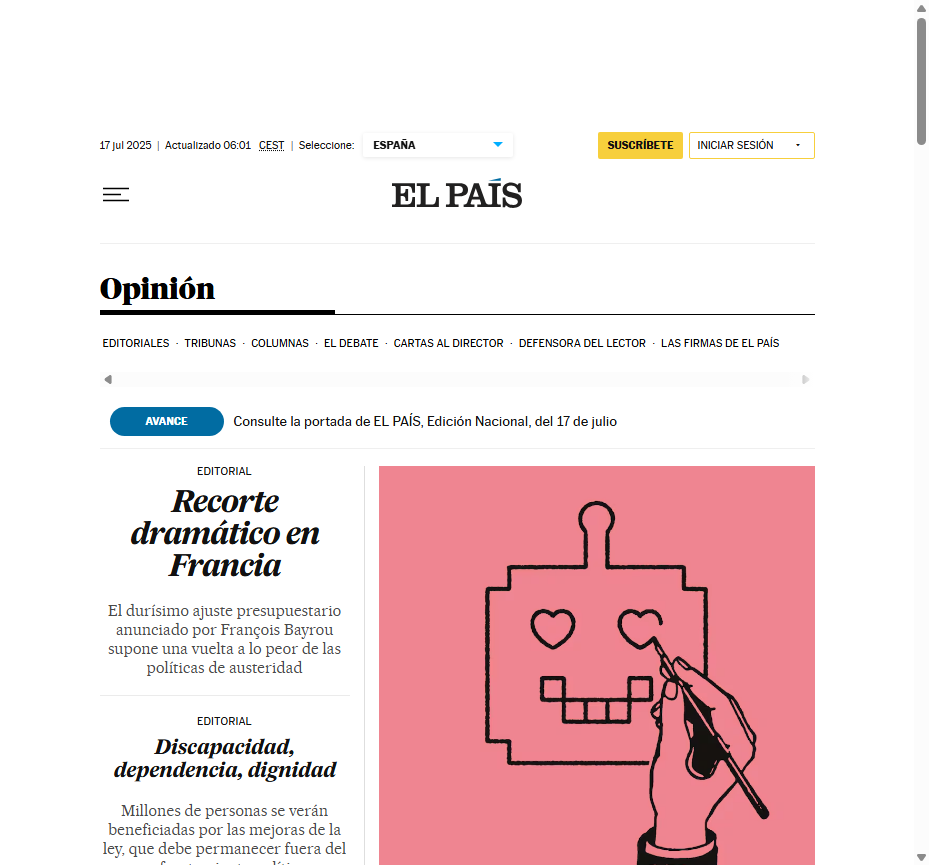 17 jul 2025 | Actualizado 06:01 CEST | Seleccione: ESPAÑA SUSCRÍBETE INICIAR SESIÓN
EL PAÍS
Opinión
EDITORIALES · TRIBUNAS · COLUMNAS · EL DEBATE · CARTAS AL DIRECTOR · DEFENSORA DEL LECTOR · LAS FIRMAS DE EL PAÍS
AVANCE Consulte la portada de EL PAÍS, Edición Nacional, del 17 de julio
EDITORIAL
Recorte
dramático en
Francia
El durísimo ajuste presupuestario
anunciado por François Bayrou
supone una vuelta a lo peor de las
políticas de austeridad
EDITORIAL
Discapacidad,
dependencia, dignidad
Millones de personas se verán
beneficiadas por las mejoras de la
ley, que debe permanecer fuera del